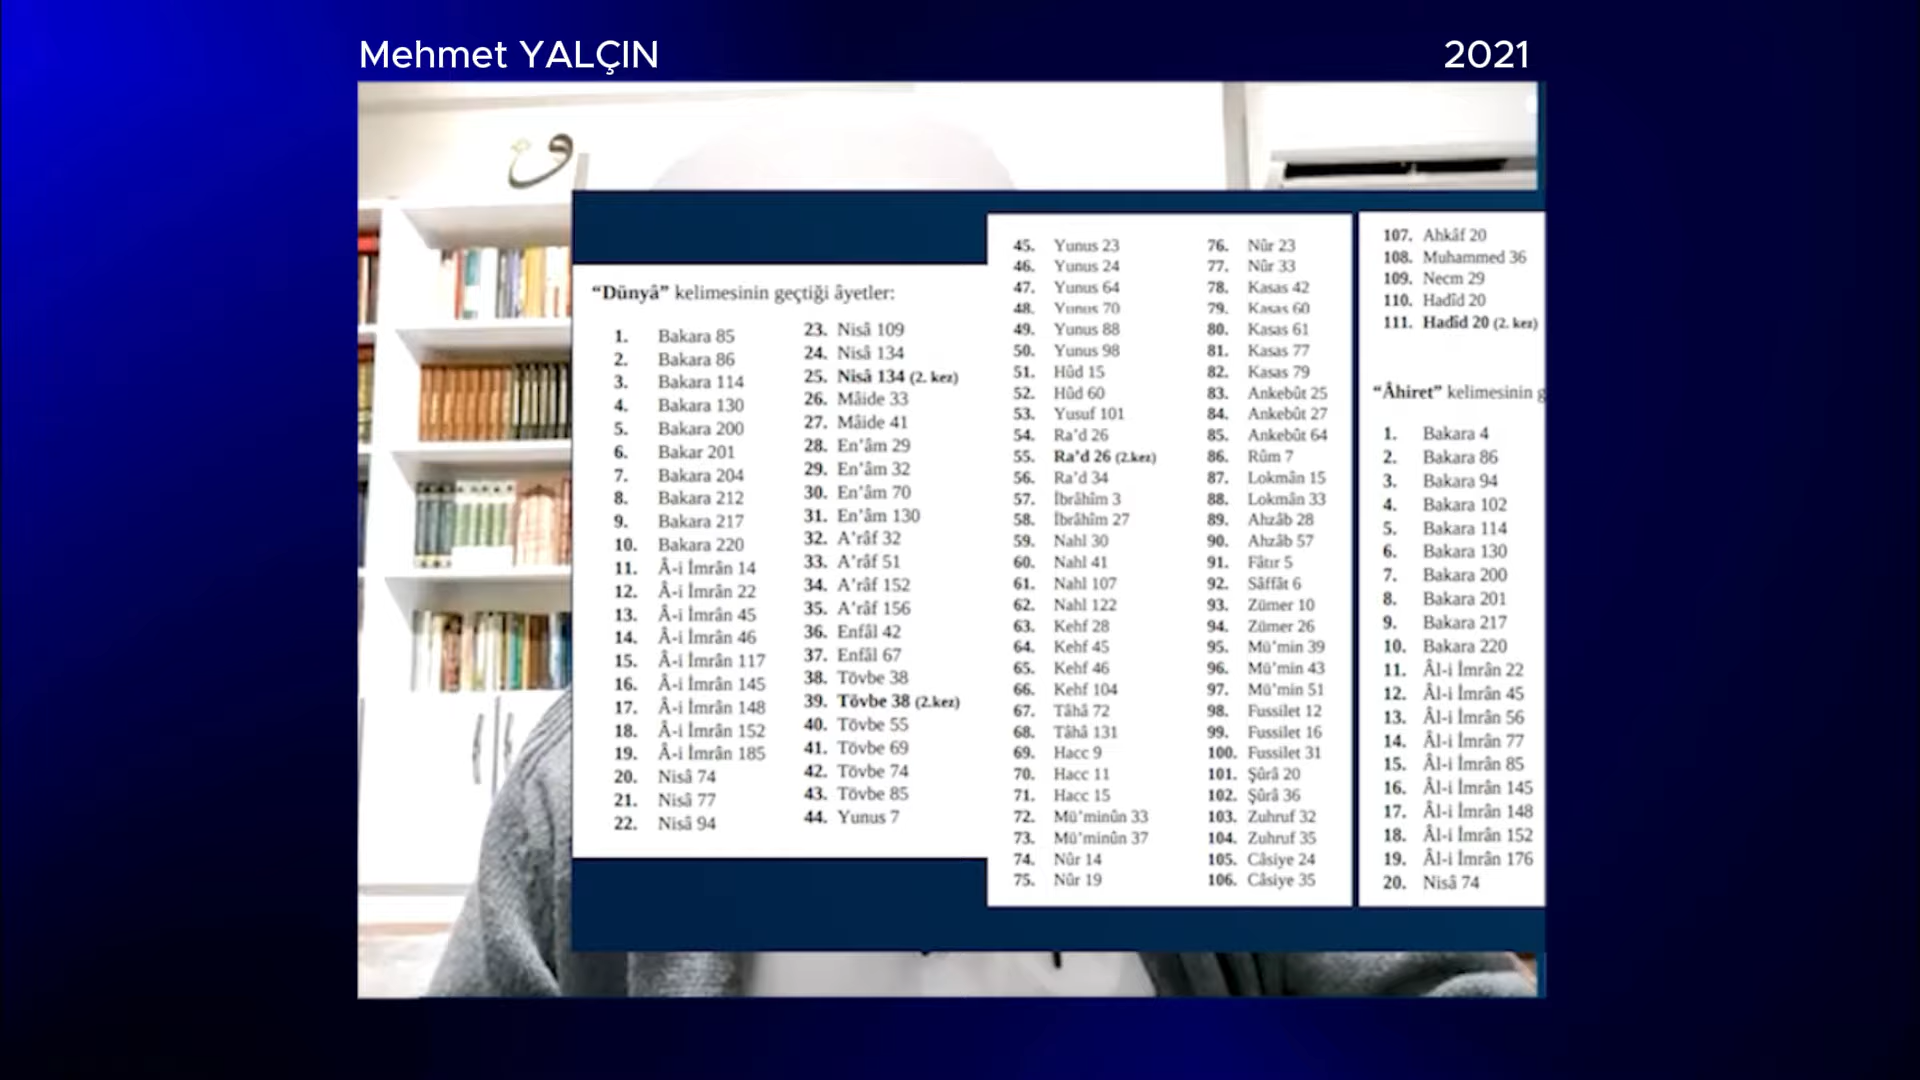 Mehmet YALÇIN
2021
“Dünyâ” kelimesinin geçtiği âyetler:
1. Bakara 85
2. Bakara 86
3. Bakara 114
4. Bakara 130
5. Bakara 200
6. Bakar 201
7. Bakara 204
8. Bakara 212
9. Bakara 217
10. Bakara 220
11. Â-i İmrân 14
12. Â-i İmrân 22
13. Â-i İmrân 45
14. Â-i İmrân 46
15. Â-i İmrân 117
16. Â-i İmrân 145
17. Â-i İmrân 148
18. Â-i İmrân 152
19. Â-i İmrân 185
20. Nisâ 74
21. Nisâ 77
22. Nisâ 94
23. Nisâ 109
24. Nisâ 134
25. Nisâ 134 (2. kez)
26. Mâide 33
27. Mâide 41
28. En’âm 29
29. En’âm 32
30. En’âm 70
31. En’âm 130
32. A’râf 32
33. A’râf 51
34. A’râf 152
35. A’râf 156
36. Enfâl 42
37. Enfâl 67
38. Tövbe 38
39. Tövbe 38 (2.kez)
40. Tövbe 55
41. Tövbe 69
42. Tövbe 74
43. Tövbe 85
44. Yunus 7
45. Yunus 23
46. Yunus 24
47. Yunus 64
48. Yunus 70
49. Yunus 88
50. Yunus 98
51. Hûd 15
52. Hûd 60
53. Yusuf 101
54. Ra’d 26
55. Ra’d 26 (2.kez)
56. Ra’d 34
57. İbrâhîm 3
58. İbrâhîm 27
59. Nahl 30
60. Nahl 41
61. Nahl 107
62. Nahl 122
63. Kehf 28
64. Kehf 45
65. Kehf 46
66. Kehf 104
67. Tâhâ 72
68. Tâhâ 131
69. Hacc 9
70. Hacc 11
71. Hacc 15
72. Mü’minûn 33
73. Mü’minûn 37
74. Nûr 14
75. Nûr 19
76. Nûr 23
77. Nûr 33
78. Kasas 42
79. Kasas 60
80. Kasas 61
81. Kasas 77
82. Kasas 79
83. Ankebût 25
84. Ankebût 27
85. Ankebût 64
86. Rûm 7
87. Lokmân 15
88. Lokmân 33
89. Ahzâb 28
90. Ahzâb 57
91. Fâtır 5
92. Sâffât 6
93. Zümer 10
94. Zümer 26
95. Mü’min 39
96. Mü’min 43
97. Mü’min 51
98. Fussilet 12
99. Fussilet 16
100. Fussilet 31
101. Şûrâ 20
102. Şûrâ 36
103. Zuhruf 32
104. Zuhruf 35
105. Câsiye 24
106. Câsiye 35
107. Ahkâf 20
108. Muhammed 36
109. Necm 29
110. Hadîd 20
111. Hadîd 20 (2. kez)
“Âhiret” kelimesinin g
1. Bakara 4
2. Bakara 86
3. Bakara 94
4. Bakara 102
5. Bakara 114
6. Bakara 130
7. Bakara 200
8. Bakara 201
9. Bakara 217
10. Bakara 220
11. Âl-i İmrân 22
12. Âl-i İmrân 45
13. Âl-i İmrân 56
14. Âl-i İmrân 77
15. Âl-i İmrân 85
16. Âl-i İmrân 145
17. Âl-i İmrân 148
18. Âl-i İmrân 152
19. Âl-i İmrân 176
20. Nisâ 74